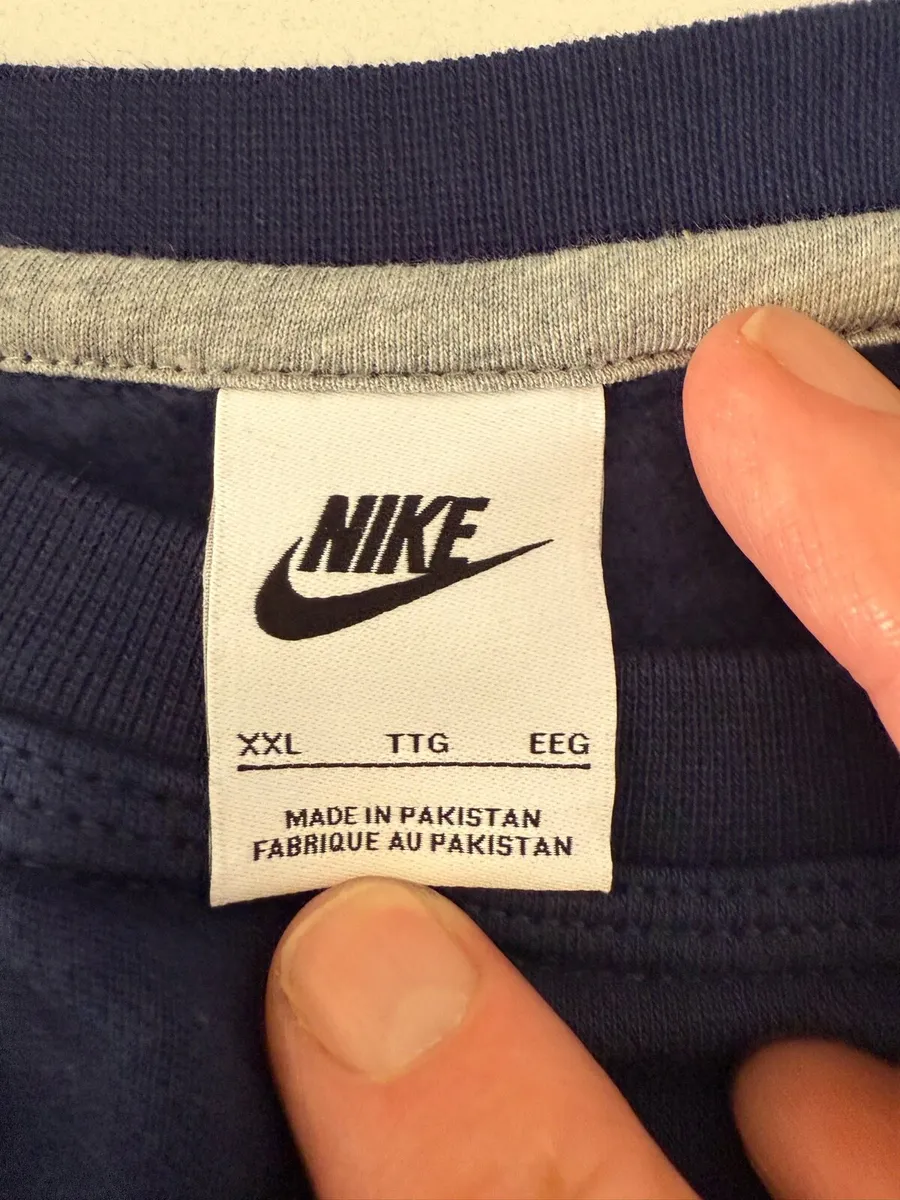 NIKE
XXL TTG EEG
MADE IN PAKISTAN
FABRIQUE AU PAKISTAN